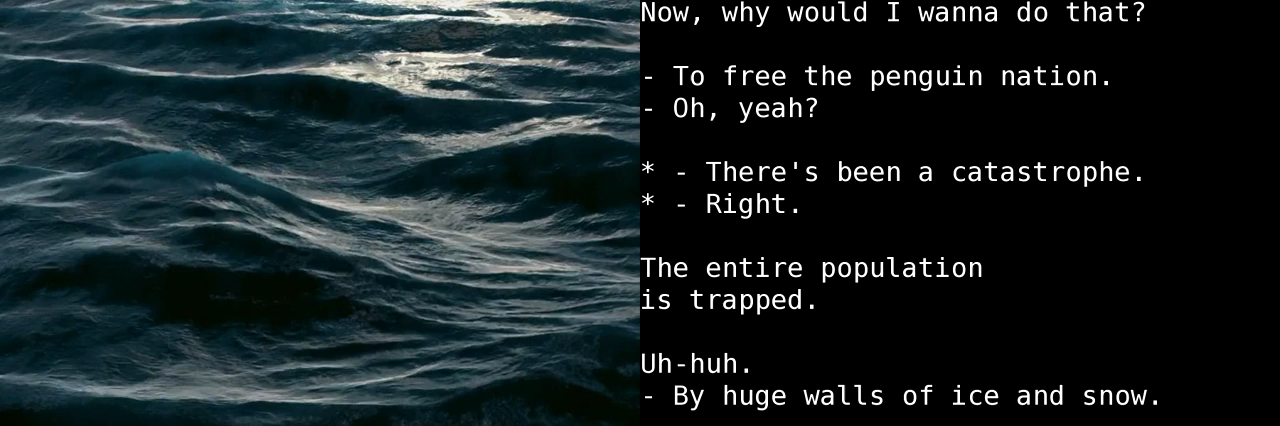 Now, why would I wanna do that?
- To free the penguin nation.
- Oh, yeah?
* - There's been a catastrophe.
* - Right.
The entire population
is trapped.
Uh-huh.
- By huge walls of ice and snow.